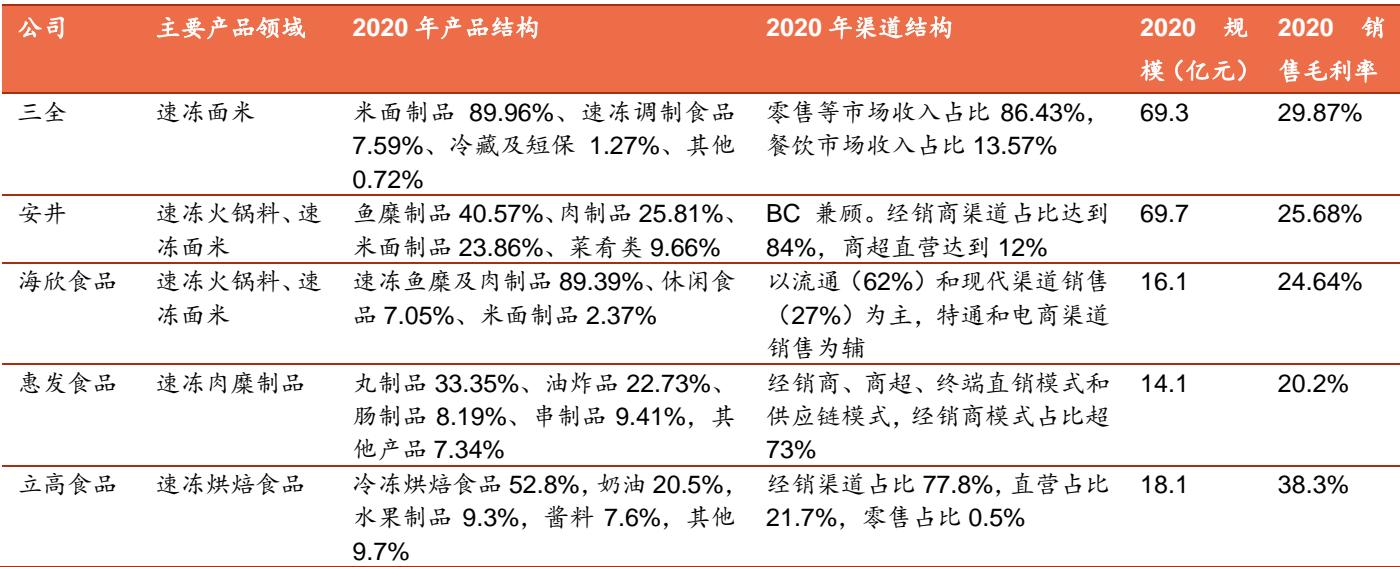 公司 主要产品领域 2020 年产品结构 2020 年渠道结构 2020 规模（亿元） 2020 销售毛利率
三全 速冻面米 米面制品 89.96%、速冻调制食品 7.59%、冷藏及短保 1.27%、其他 0.72% 零售等市场收入占比 86.43%，餐饮市场收入占比 13.57% 69.3 29.87%
安井 速冻火锅料、速冻面米 鱼糜制品 40.57%、肉制品 25.81%、米面制品 23.86%、菜肴类 9.66% BC 兼顾。经销商渠道占比达到 84%，商超直营达到 12% 69.7 25.68%
海欣食品 速冻火锅料、速冻面米 速冻鱼糜及肉制品 89.39%、休闲食品 7.05%、米面制品 2.37% 以流通（62%）和现代渠道销售（27%）为主，特通和电商渠道销售为辅 16.1 24.64%
惠发食品 速冻肉糜制品 丸制品 33.35%、油炸品 22.73%、肠制品 8.19%、串制品 9.41%，其他产品 7.34% 经销商、商超、终端直销模式和供应链模式，经销商模式占比超 73% 14.1 20.2%
立高食品 速冻烘焙食品 冷冻烘焙食品 52.8%，奶油 20.5%，水果制品 9.3%，酱料 7.6%，其他 9.7% 经销渠道占比 77.8%，直营占比 21.7%，零售占比 0.5% 18.1 38.3%